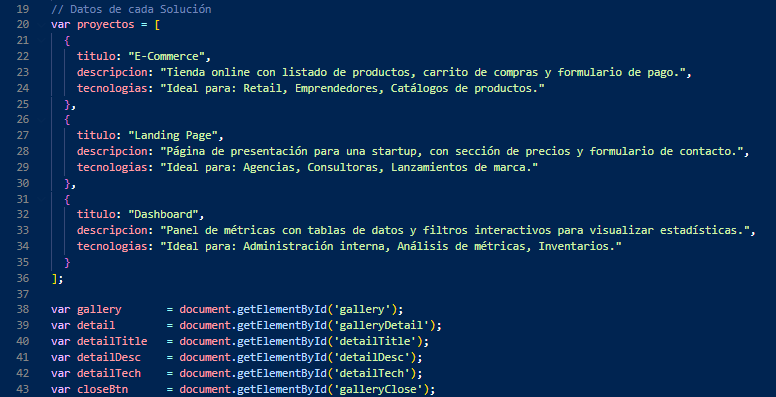 19 // Datos de cada Solución
20 var proyectos = [
21 {
22 titulo: "E-Commerce",
23 descripcion: "Tienda online con listado de productos, carrito de compras y formulario de pago.",
24 tecnologias: "Ideal para: Retail, Emprendedores, Catálogos de productos."
25 },
26 {
27 titulo: "Landing Page",
28 descripcion: "Página de presentación para una startup, con sección de precios y formulario de contacto.",
29 tecnologias: "Ideal para: Agencias, Consultoras, Lanzamientos de marca."
30 },
31 {
32 titulo: "Dashboard",
33 descripcion: "Panel de métricas con tablas de datos y filtros interactivos para visualizar estadísticas.",
34 tecnologias: "Ideal para: Administración interna, Análisis de métricas, Inventarios."
35 }
36 ];
37
38 var gallery = document.getElementById('gallery');
39 var detail = document.getElementById('galleryDetail');
40 var detailTitle = document.getElementById('detailTitle');
41 var detailDesc = document.getElementById('detailDesc');
42 var detailTech = document.getElementById('detailTech');
43 var closeBtn = document.getElementById('galleryClose');